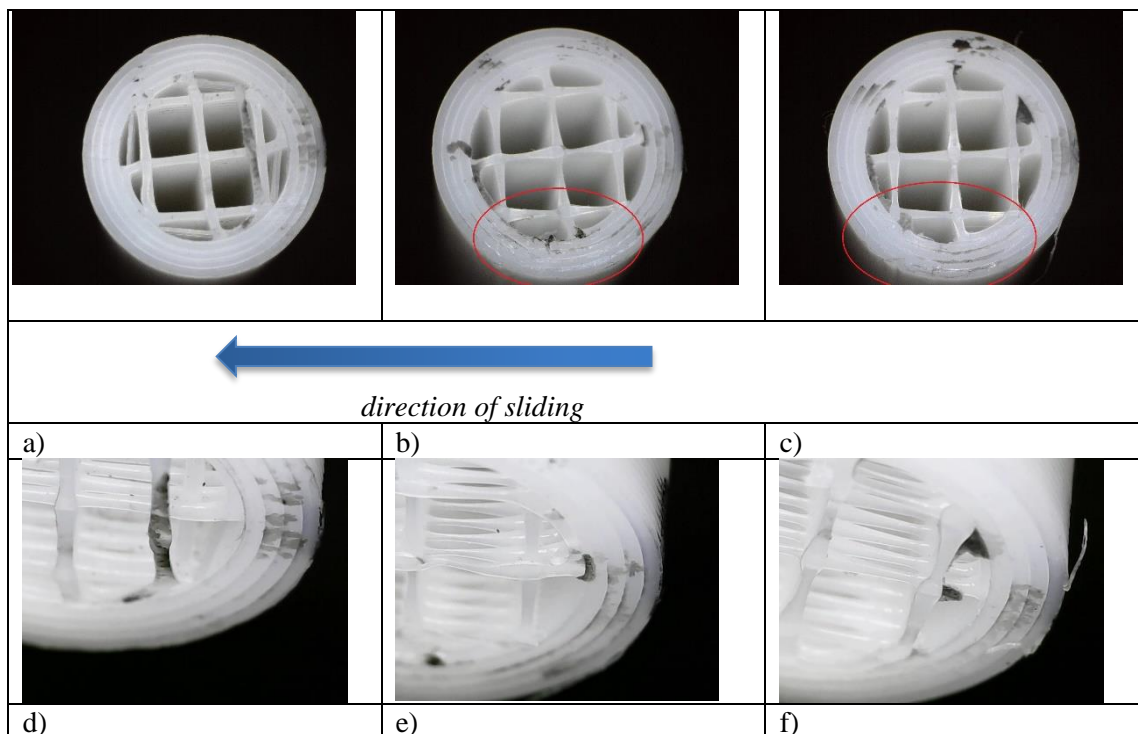 direction of sliding
a)
b)
c)
d)
e)
f)